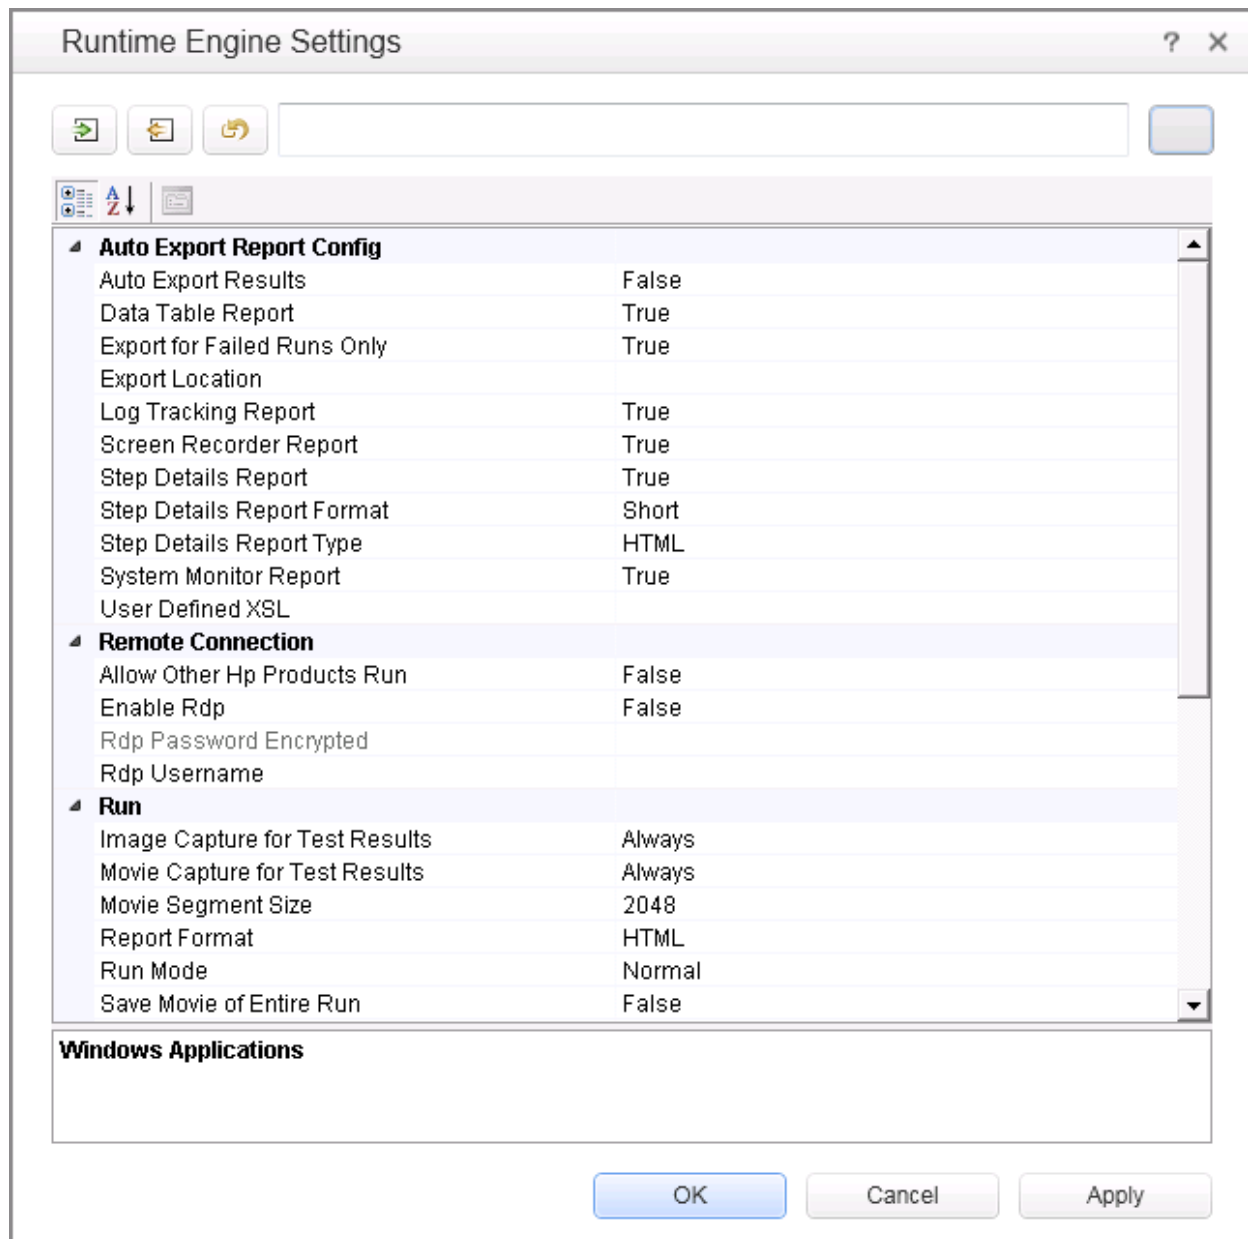 Runtime Engine Settings ? ×
A
Z
Auto Export Report Config
Auto Export Results False
Data Table Report True
Export for Failed Runs Only True
Export Location
Log Tracking Report True
Screen Recorder Report True
Step Details Report True
Step Details Report Format Short
Step Details Report Type HTML
System Monitor Report True
User Defined XSL
Remote Connection
Allow Other Hp Products Run False
Enable Rdp False
Rdp Password Encrypted
Rdp Username
Run
Image Capture for Test Results Always
Movie Capture for Test Results Always
Movie Segment Size 2048
Report Format HTML
Run Mode Normal
Save Movie of Entire Run False
Windows Applications
OK Cancel Apply